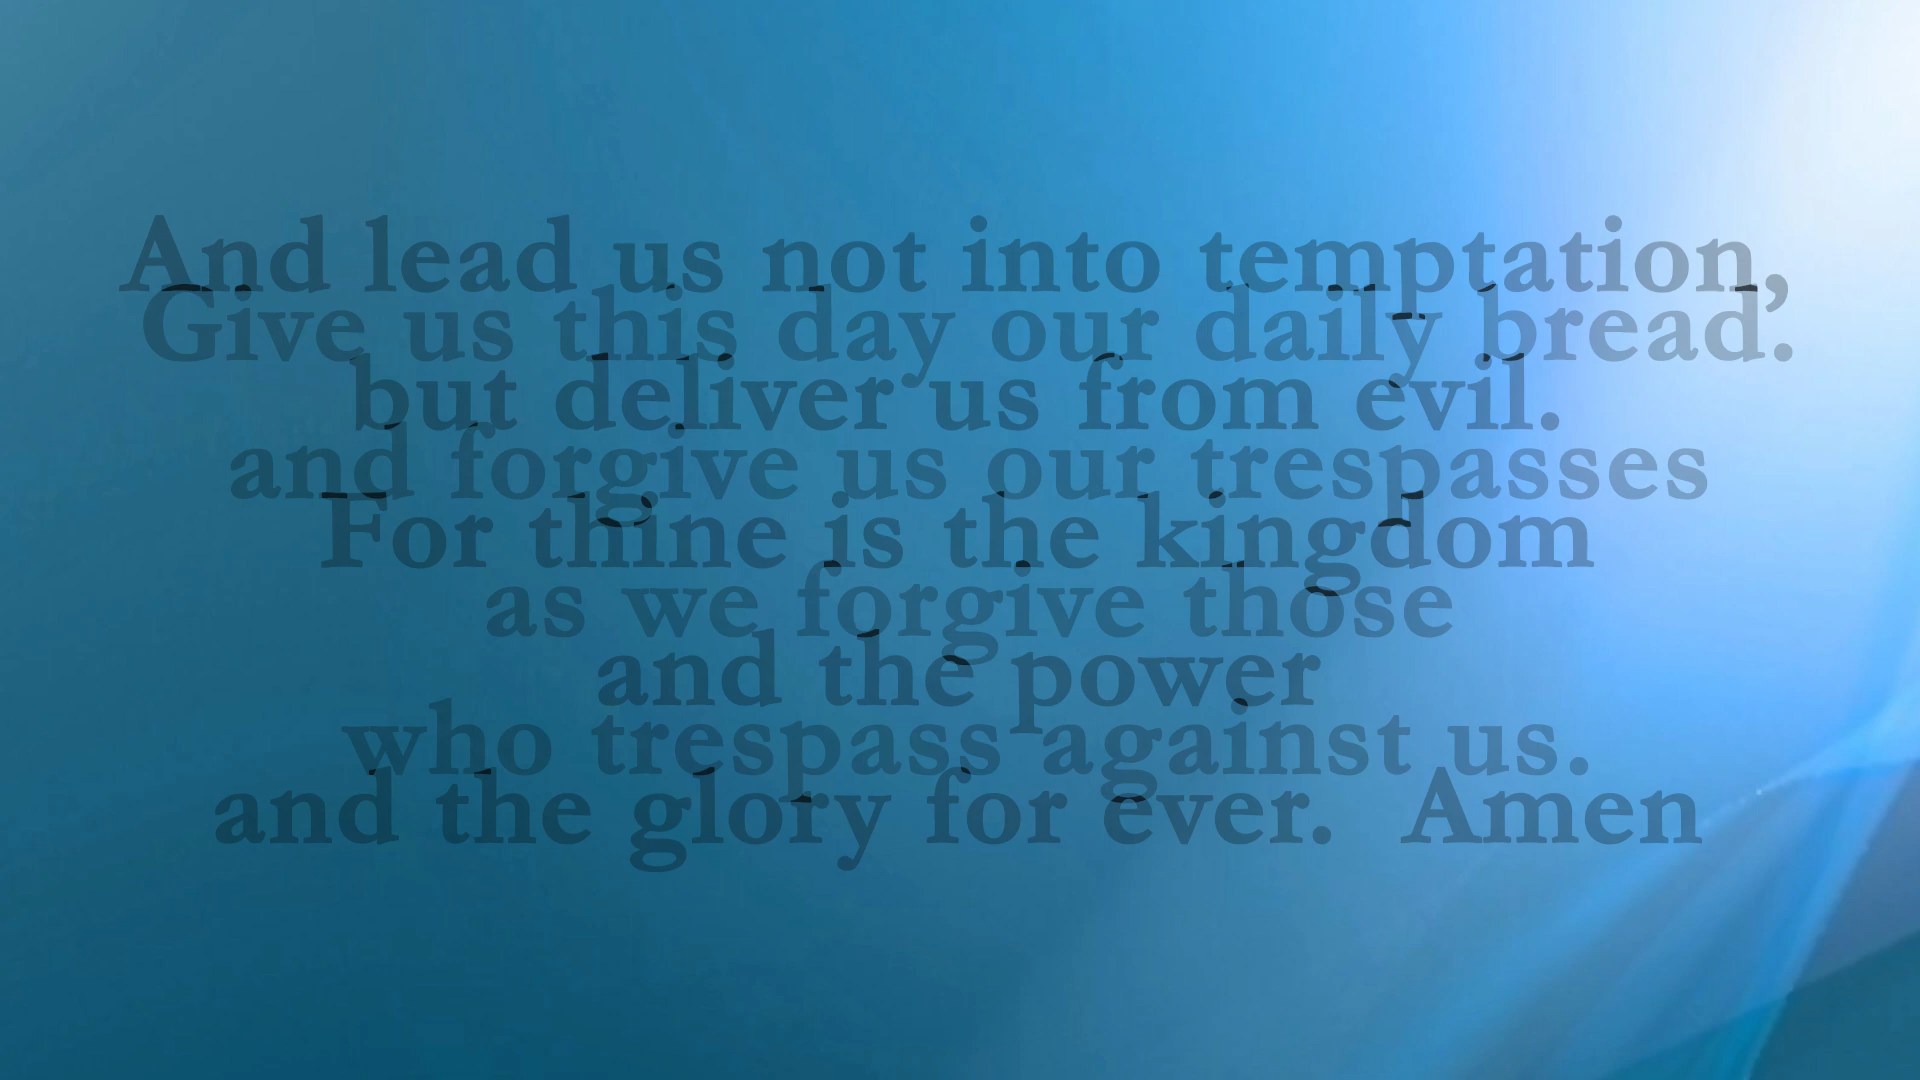 And lead us not into temptation,
Give us this day our daily bread.
but deliver us from evil.
and forgive us our trespasses
For thine is the kingdom
as we forgive those
and the power
who trespass against us.
and the glory for ever. Amen